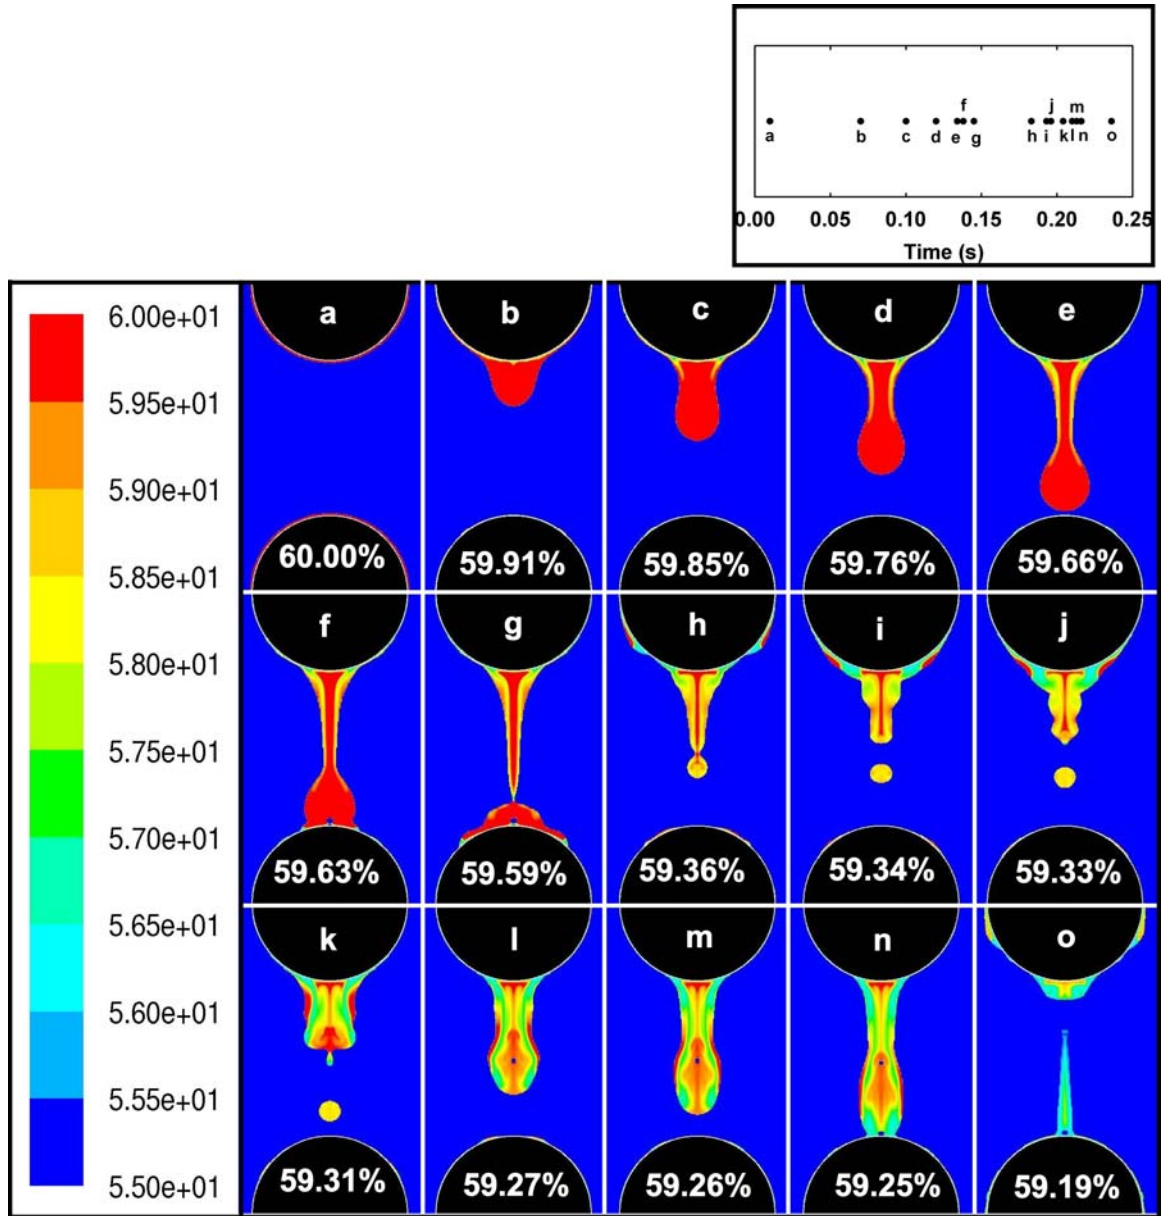 f j m
a b c d e g h i k l n o
0.00 0.05 0.10 0.15 0.20 0.25
Time (s)
6.00e+01
5.95e+01
5.90e+01
5.85e+01
5.80e+01
5.75e+01
5.70e+01
5.65e+01
5.60e+01
5.55e+01
5.50e+01
a b c d e
60.00% 59.91% 59.85% 59.76% 59.66%
f g h i j
59.63% 59.59% 59.36% 59.34% 59.33%
k l m n o
59.31% 59.27% 59.26% 59.25% 59.19%